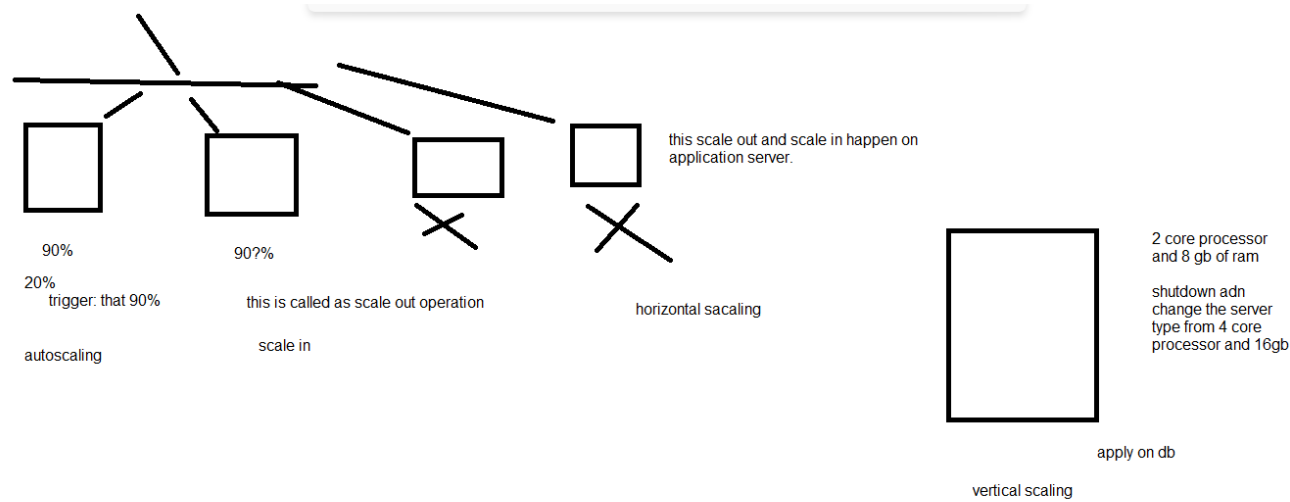 this scale out and scale in happen on
application server.
90%
90?%
20%
trigger: that 90%
this is called as scale out operation
horizontal sacaling
scale in
autoscaling
2 core processor
and 8 gb of ram
shutdown adn
change the server
type from 4 core
processor and 16gb
apply on db
vertical scaling